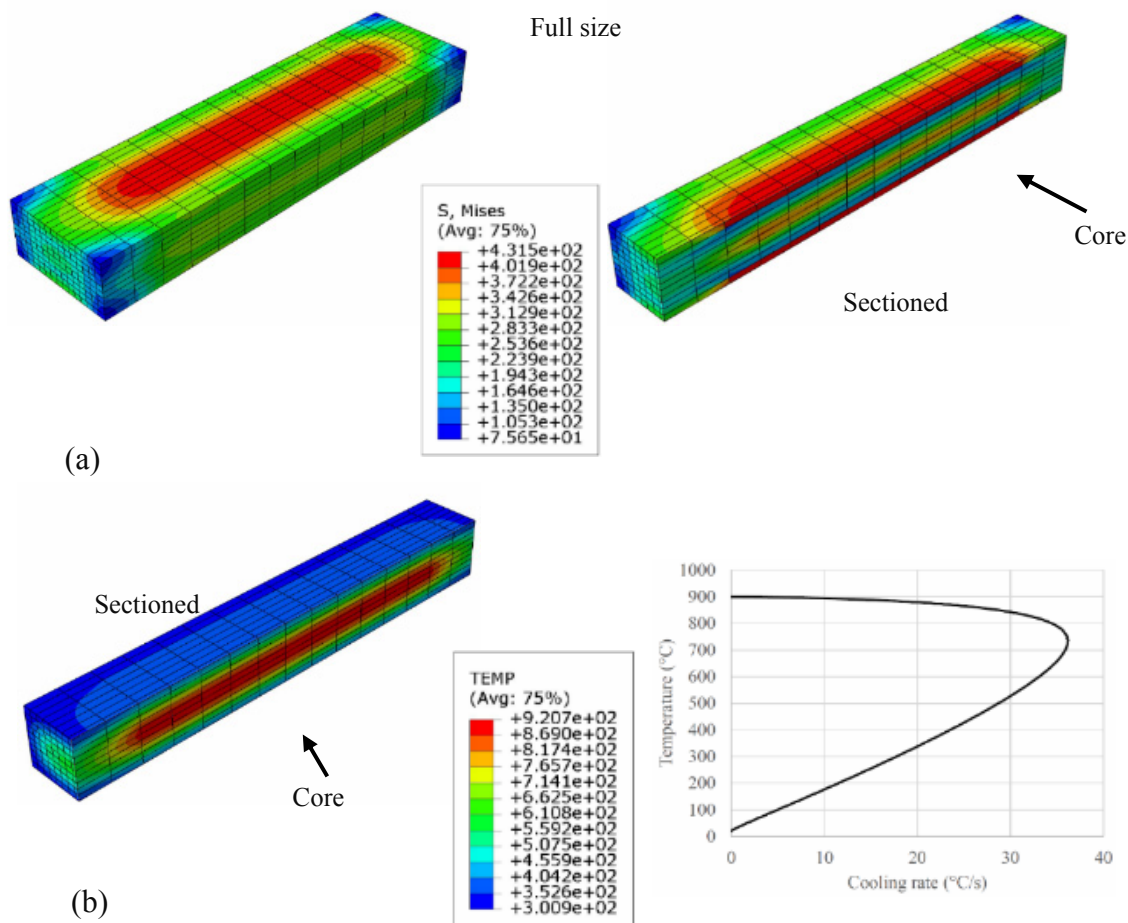 Full size
S, Mises
(Avg: 75%)
+4.315e+02
+4.019e+02
+3.722e+02
+3.426e+02
+3.129e+02
+2.833e+02
+2.536e+02
+2.239e+02
+1.943e+02
+1.646e+02
+1.350e+02
+1.053e+02
+7.565e+01
Core
Sectioned
(a)
Sectioned
Core
TEMP
(Avg: 75%)
+9.207e+02
+8.690e+02
+8.174e+02
+7.657e+02
+7.141e+02
+6.625e+02
+6.108e+02
+5.592e+02
+5.075e+02
+4.559e+02
+4.042e+02
+3.526e+02
+3.009e+02
Temperature (°C)
1000
900
800
700
600
500
400
300
200
100
0
0 10 20 30 40
Cooling rate (°C/s)
(b)